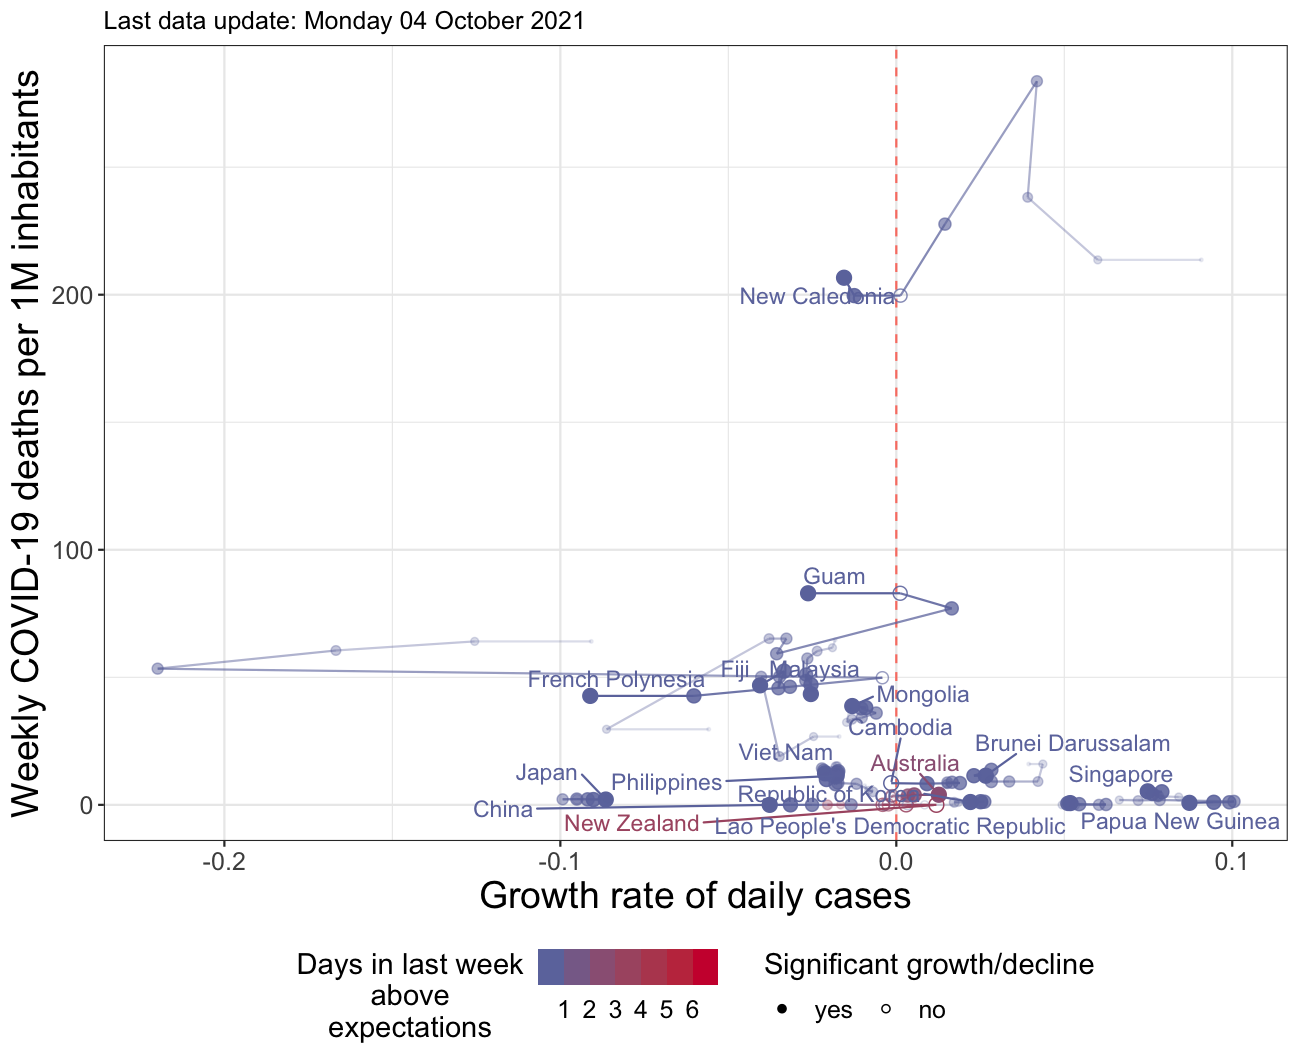 Last data update: Monday 04 October 2021
Weekly COVID-19 deaths per 1M inhabitants
200
100
0
New Caledonia
Guam
Fiji
Malaysia
French Polynesia
Mongolia
Cambodia
Viet Nam
Brunei Darussalam
Australia
Japan
Philippines
Singapore
Republic of Korea
China
New Zealand
Lao People's Democratic Republic
Papua New Guinea
-0.2
-0.1
0.0
0.1
Growth rate of daily cases
Days in last week
above
expectations
1 2 3 4 5 6
Significant growth/decline
yes
no